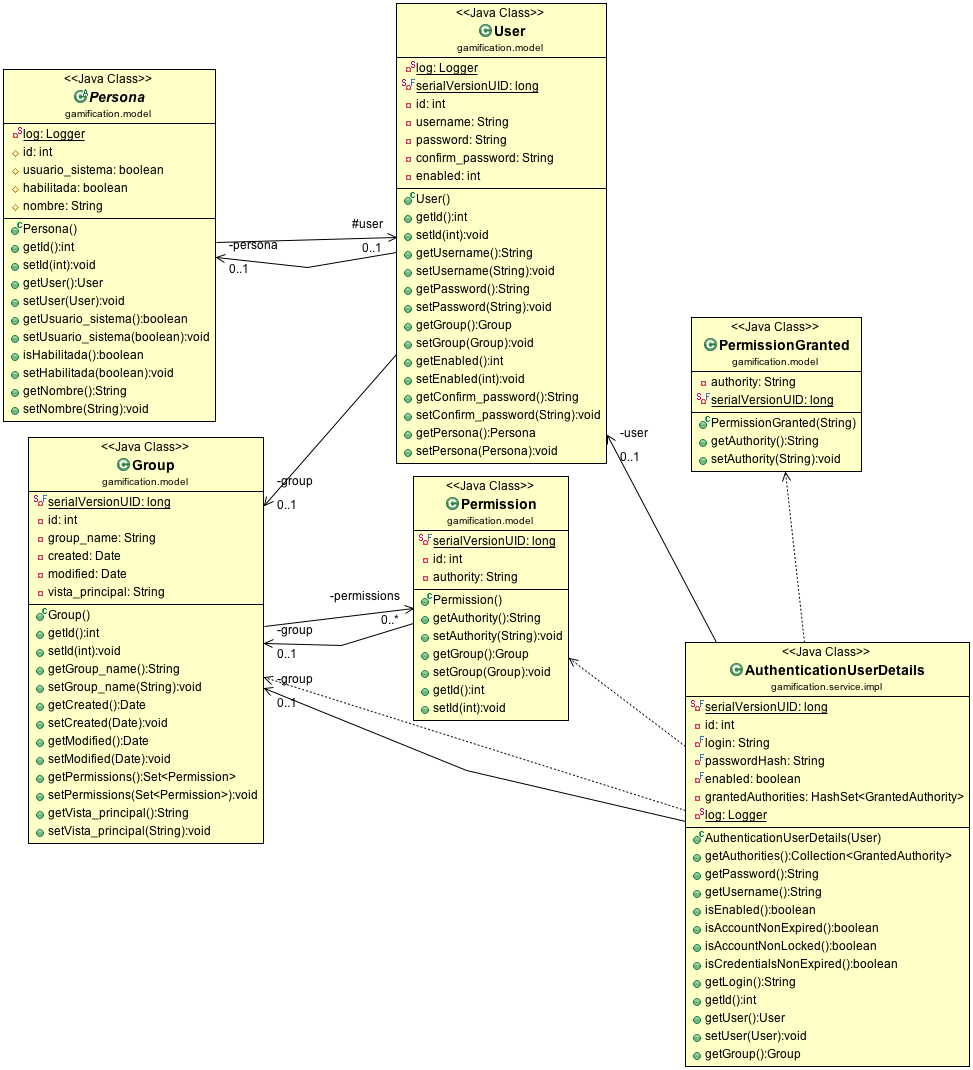 <<Java Class>>
User
gamification.model
log: Logger
serialVersionUID: long
id: int
username: String
password: String
confirm_password: String
enabled: int
User()
getId():int
setId(int):void
getUsername():String
setUsername(String):void
getPassword():String
setPassword(String):void
getGroup():Group
setGroup(Group):void
getEnabled():int
setEnabled(int):void
getConfirm_password():String
setConfirm_password(String):void
getPersona():Persona
setPersona(Persona):void
<<Java Class>>
Persona
gamification.model
log: Logger
id: int
usuario_sistema: boolean
habilitada: boolean
nombre: String
Persona()
getId():int
setId(int):void
getUser():User
setUser(User):void
getUsuario_sistema():boolean
setUsuario_sistema(boolean):void
isHabilitada():boolean
setHabilitada(boolean):void
getNombre():String
setNombre(String):void
#user
0..1
-persona
0..1
<<Java Class>>
PermissionGranted
gamification.model
authority: String
serialVersionUID: long
PermissionGranted(String)
getAuthority():String
setAuthority(String):void
-user
0..1
-group
0..1
<<Java Class>>
Group
gamification.model
serialVersionUID: long
id: int
group_name: String
created: Date
modified: Date
vista_principal: String
Group()
getId():int
setId(int):void
getGroup_name():String
setGroup_name(String):void
getCreated():Date
setCreated(Date):void
getModified():Date
setModified(Date):void
getPermissions():Set<Permission>
setPermissions(Set<Permission>):void
getVista_principal():String
setVista_principal(String):void
<<Java Class>>
Permission
gamification.model
serialVersionUID: long
id: int
authority: String
Permission()
getAuthority():String
setAuthority(String):void
getGroup():Group
setGroup(Group):void
getId():int
setId(int):void
-permissions
0..*
-group
0..1
-group
0..1
<<Java Class>>
AuthenticationUserDetails
gamification.service.impl
serialVersionUID: long
id: int
login: String
passwordHash: String
enabled: boolean
grantedAuthorities: HashSet<GrantedAuthority>
log: Logger
AuthenticationUserDetails(User)
getAuthorities():Collection<GrantedAuthority>
getPassword():String
getUsername():String
isEnabled():boolean
isAccountNonExpired():boolean
isAccountNonLocked():boolean
isCredentialsNonExpired():boolean
getLogin():String
getId():int
getUser():User
setUser(User):void
getGroup():Group